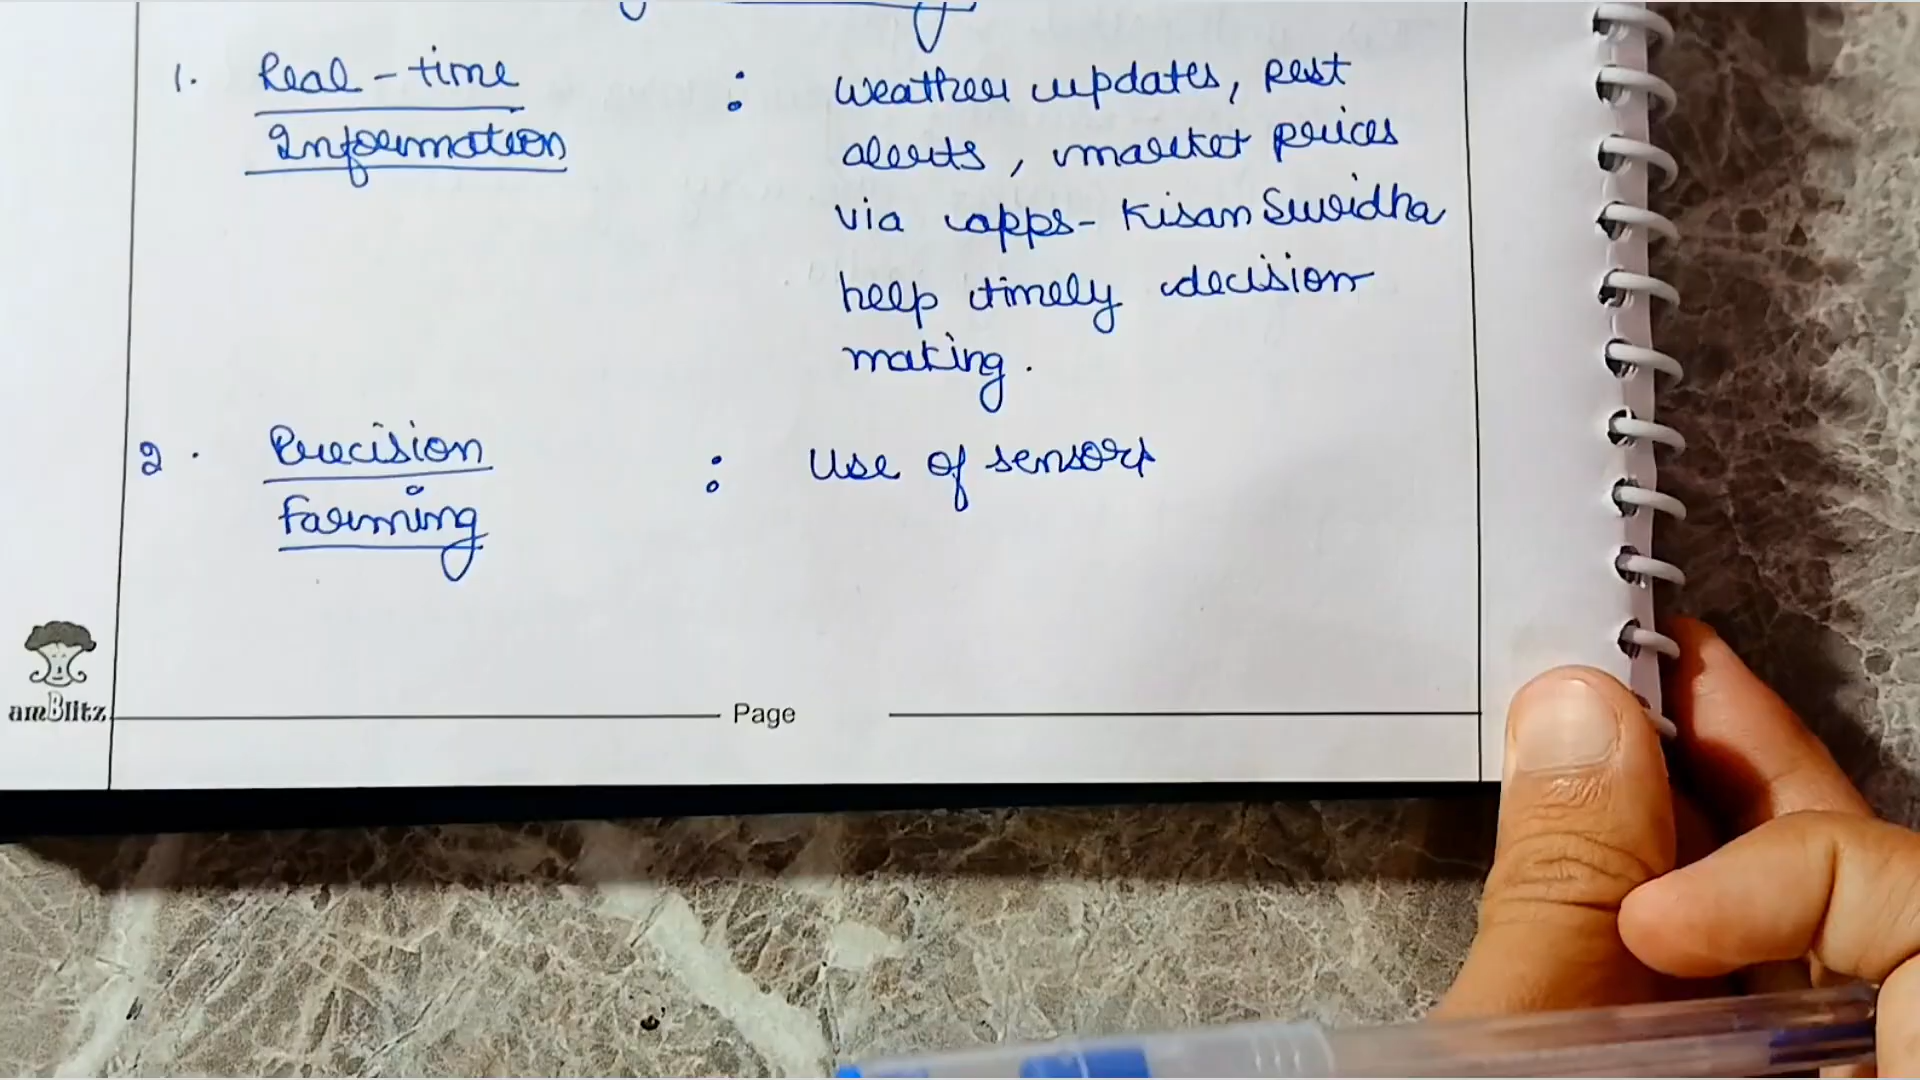 1. Real-time : weather updates, pest
Information alerts, market prices
via apps- Kisan Suvidha
help timely decision
making.
2. Precision : Use of sensors
farming
amBlitz
Page